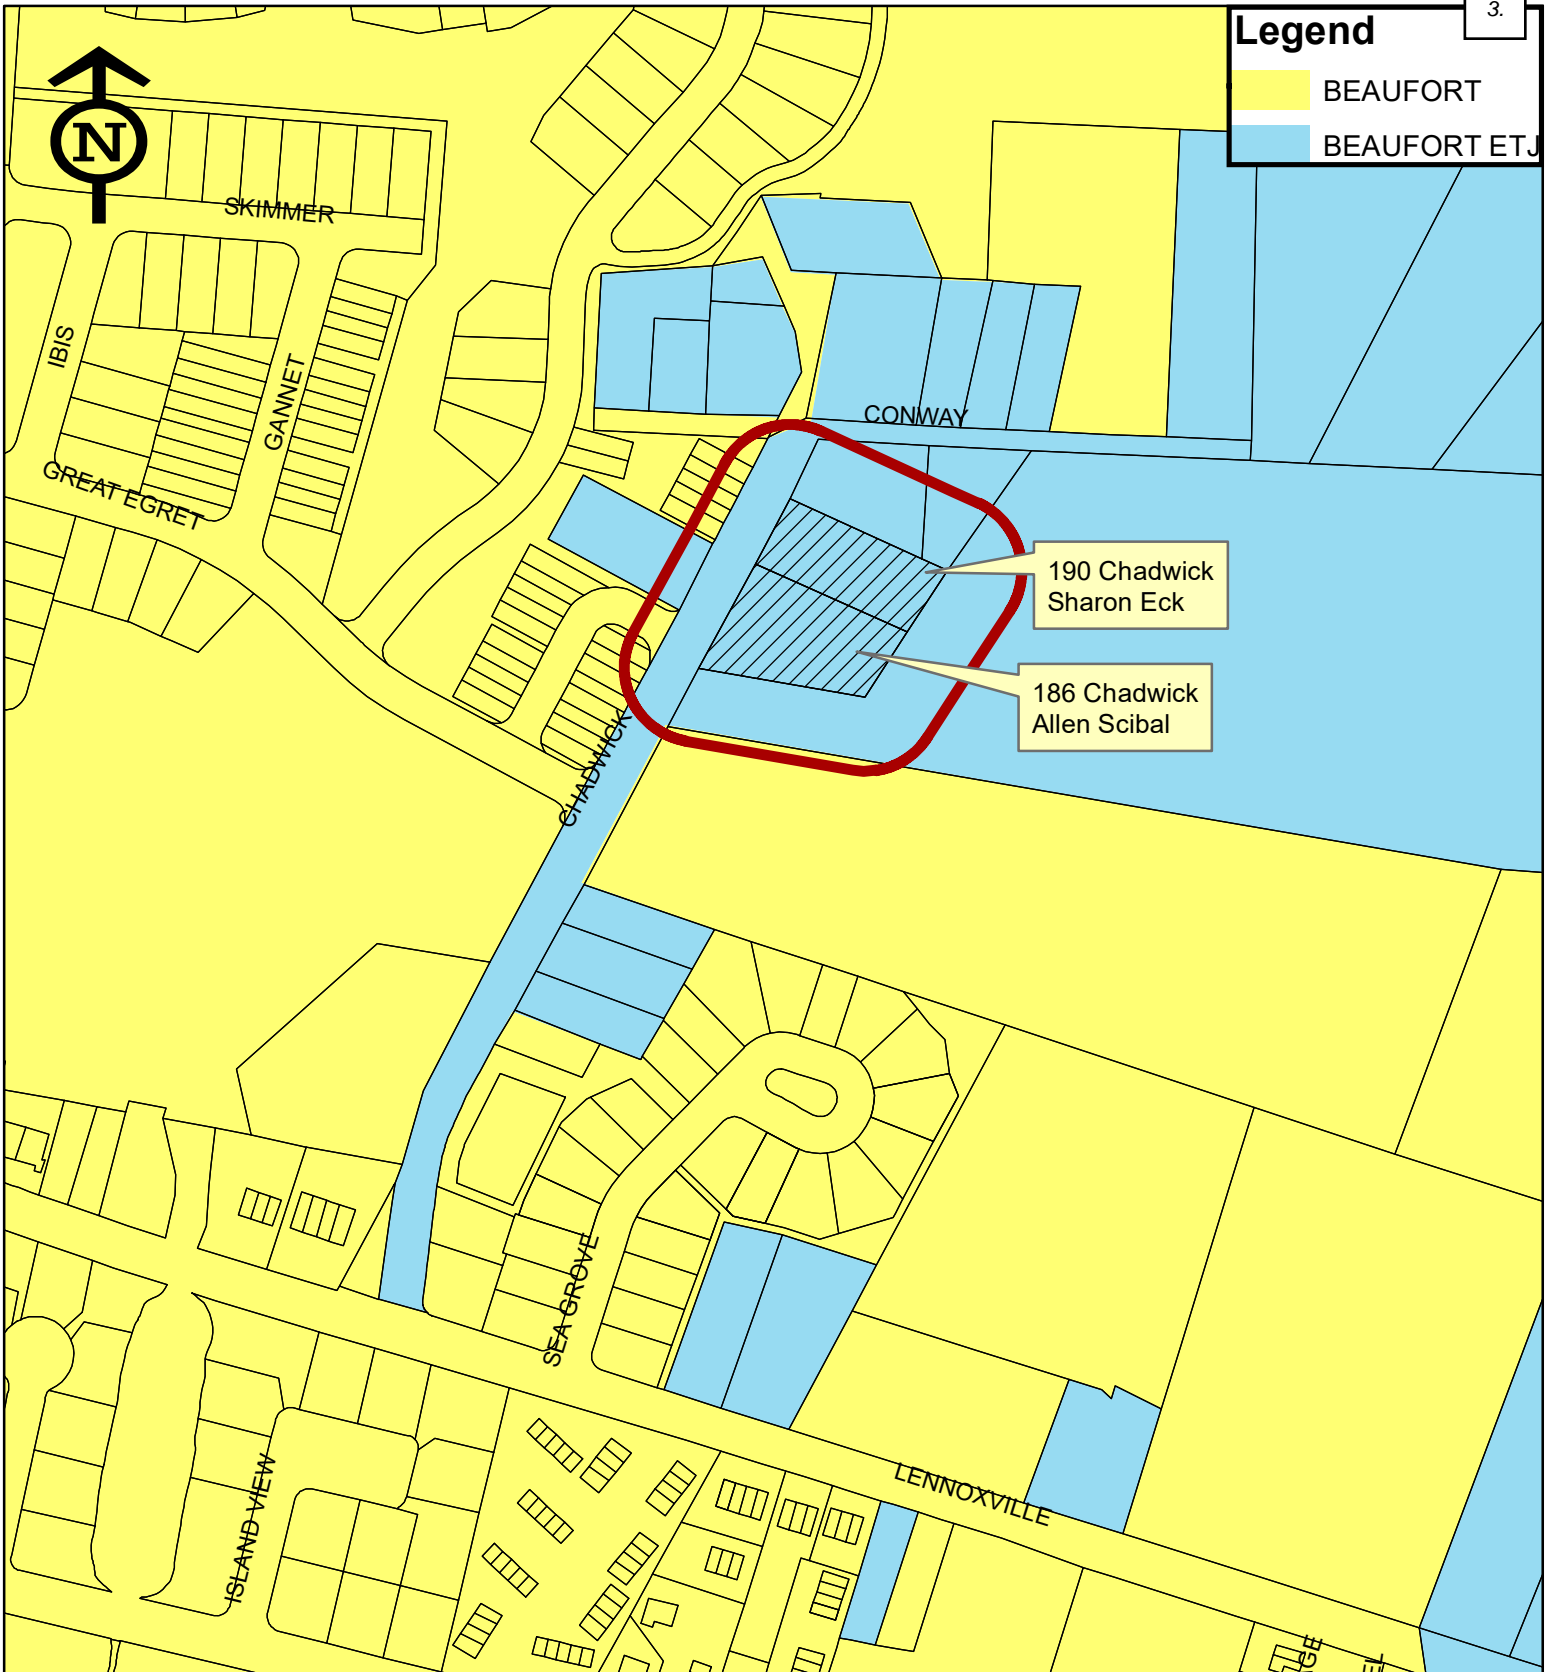 3.
Legend
BEAUFORT
BEAUFORT ETJ
N
SKIMMER
IBIS
GANNET
GREAT EGRET
CONWAY
190 Chadwick
Sharon Eck
186 Chadwick
Allen Scibal
CHADWICK
SEA GROVE
LENNOXVILLE
ISLAND VIEW